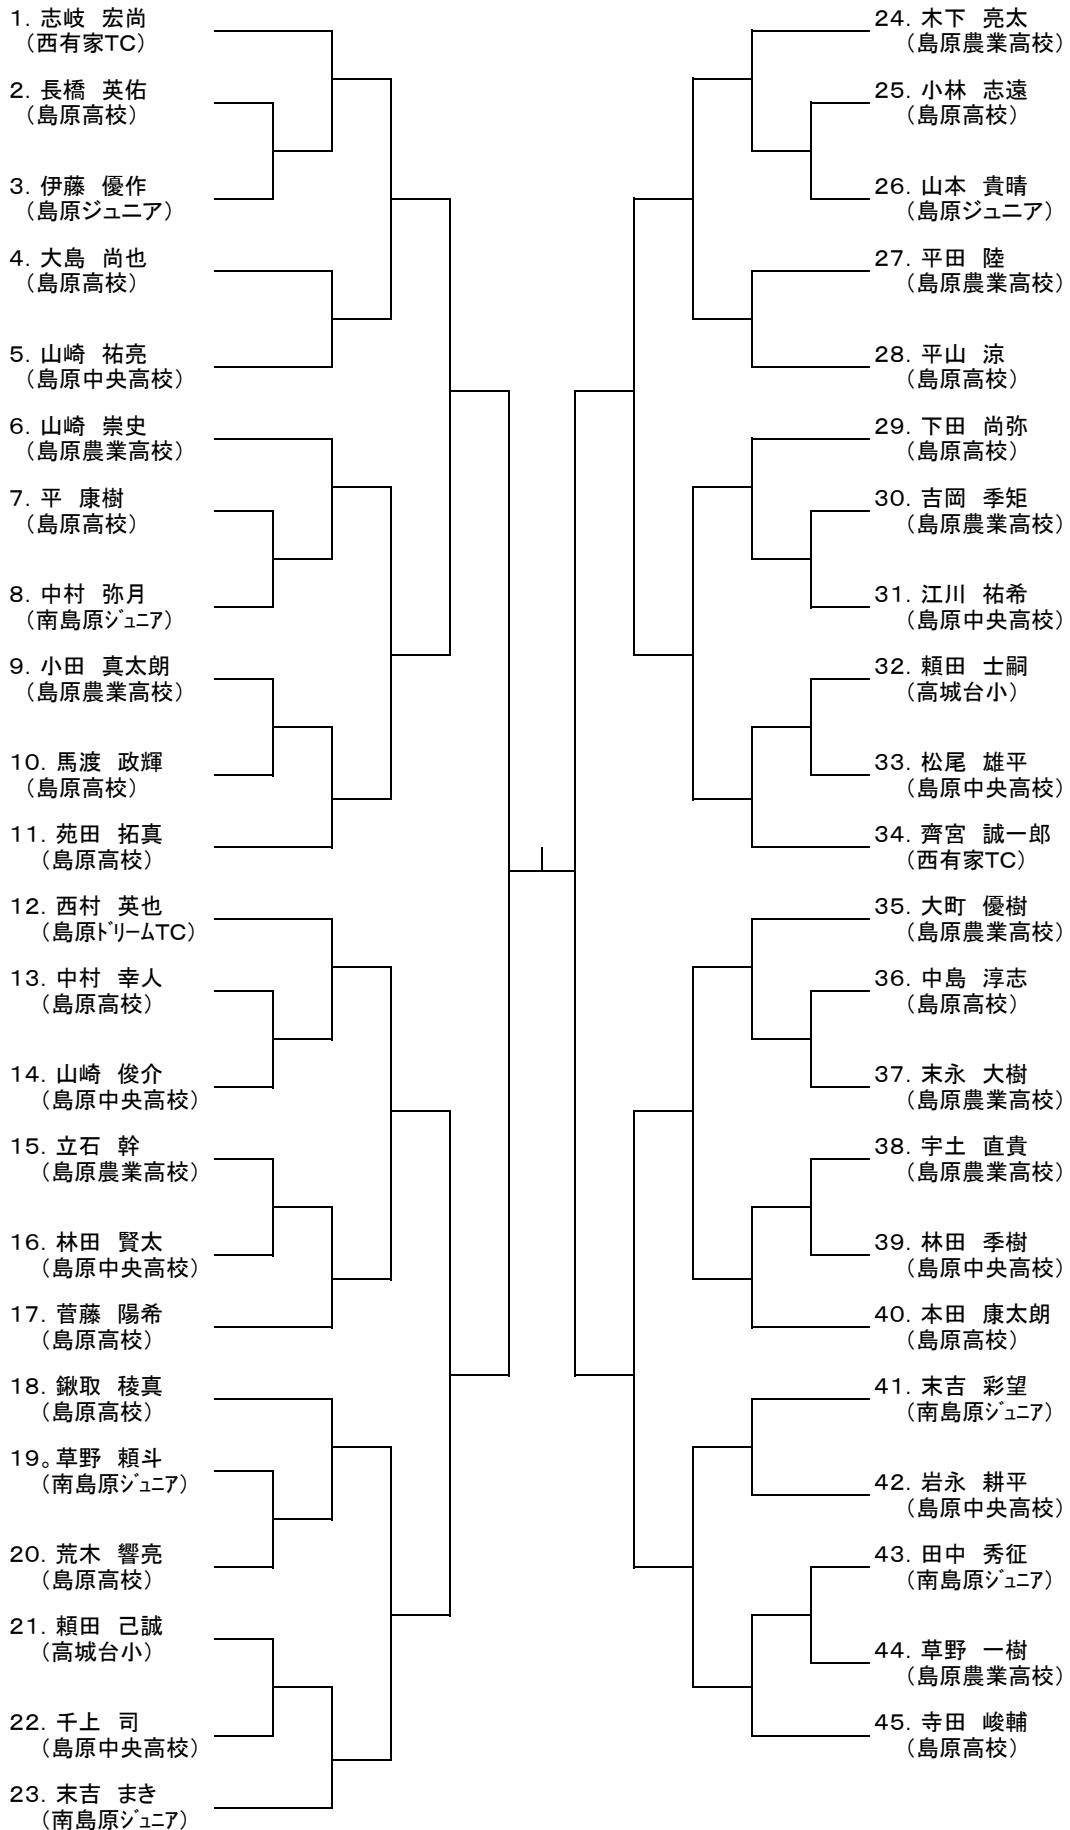 1. 志岐　宏尚
（西有家TC）
2. 長橋　英佑
（島原高校）
3. 伊藤　優作
（島原ジュニア）
4. 大島　尚也
（島原高校）
5. 山崎　祐亮
（島原中央高校）
6. 山崎　崇史
（島原農業高校）
7. 平　康樹
（島原高校）
8. 中村　弥月
（南島原ｼﾞｭﾆｱ）
9. 小田　真太朗
（島原農業高校）
10. 馬渡　政輝
（島原高校）
11. 苑田　拓真
（島原高校）
12. 西村　英也
（島原ﾄﾞﾘｰﾑTC）
13. 中村　幸人
（島原高校）
14. 山崎　俊介
（島原中央高校）
15. 立石　幹
（島原農業高校）
16. 林田　賢太
（島原中央高校）
17. 菅藤　陽希
（島原高校）
18. 鍬取　稜真
（島原高校）
19。草野　頼斗
（南島原ｼﾞｭﾆｱ）
20. 荒木　響亮
（島原高校）
21. 頼田　己誠
（高城台小）
22. 千上　司
（島原中央高校）
23. 末吉　まき
（南島原ｼﾞｭﾆｱ）
24. 木下　亮太
（島原農業高校）
25. 小林　志遠
（島原高校）
26. 山本　貴晴
（島原ジュニア）
27. 平田　陸
（島原農業高校）
28. 平山　涼
（島原高校）
29. 下田　尚弥
（島原高校）
30. 吉岡　季矩
（島原農業高校）
31. 江川　祐希
（島原中央高校）
32. 頼田　士嗣
（高城台小）
33. 松尾　雄平
（島原中央高校）
34. 齊宮　誠一郎
（西有家TC）
35. 大町　優樹
（島原農業高校）
36. 中島　淳志
（島原高校）
37. 末永　大樹
（島原農業高校）
38. 宇土　直貴
（島原農業高校）
39. 林田　季樹
（島原中央高校）
40. 本田　康太朗
（島原高校）
41. 末吉　彩望
（南島原ｼﾞｭﾆｱ）
42. 岩永　耕平
（島原中央高校）
43. 田中　秀征
（南島原ｼﾞｭﾆｱ）
44. 草野　一樹
（島原農業高校）
45. 寺田　峻輔
（島原高校）